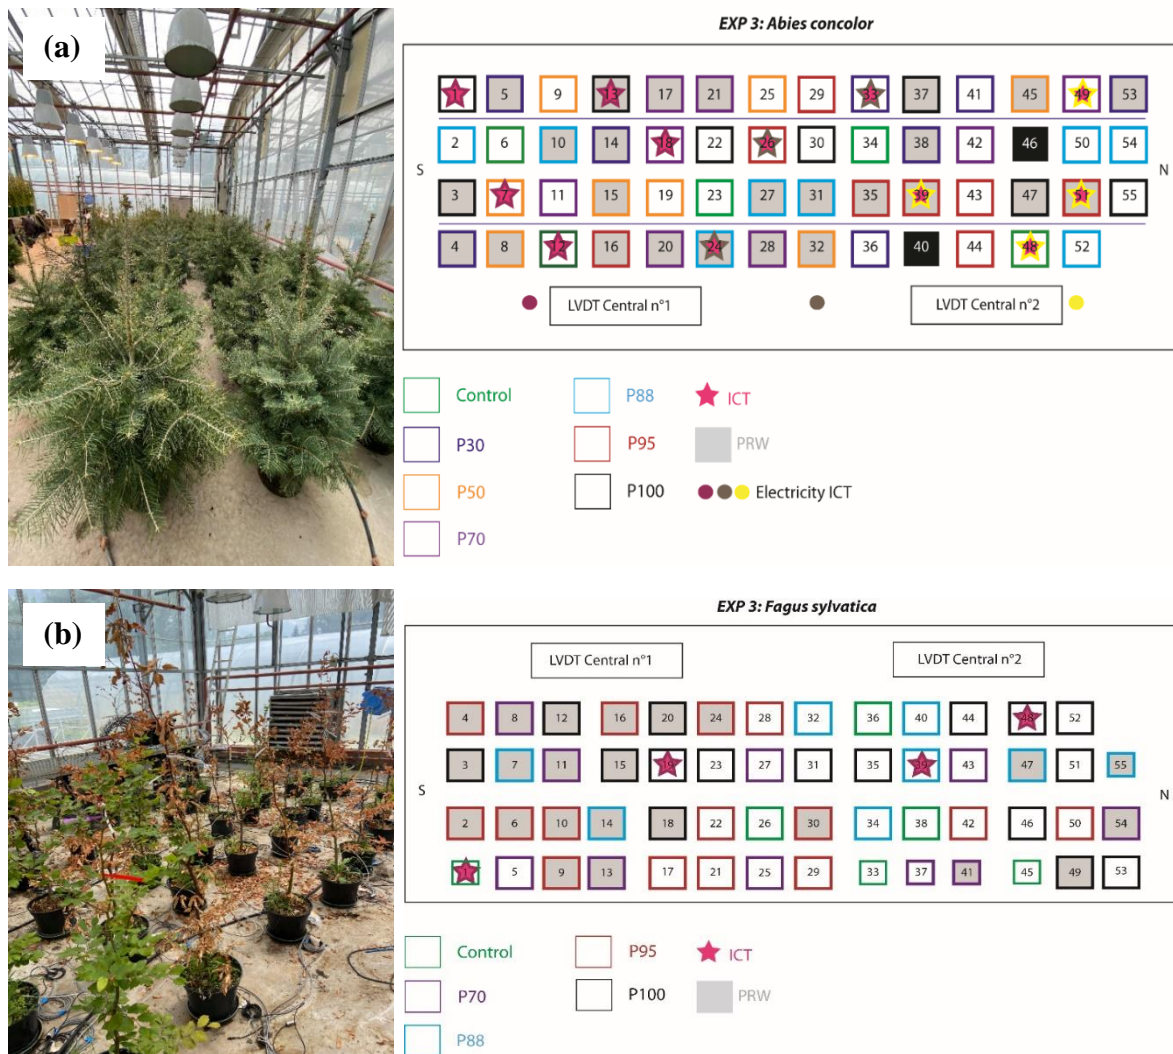 (a)
EXP 3: Abies concolor
1 5 9 13 17 21 25 29 33 37 41 45 49 53
2 6 10 14 18 22 26 30 34 38 42 46 50 54
S N
3 7 11 15 19 23 27 31 35 39 43 47 51 55
4 8 12 16 20 24 28 32 36 40 44 48 52
LVDT Central n°1 LVDT Central n°2
Control P88 ICT
P30 P95 PRW
P50 P100 Electricity ICT
P70
(b)
EXP 3: Fagus sylvatica
LVDT Central n°1 LVDT Central n°2
4 8 12 16 20 24 28 32 36 40 44 48 52
3 7 11 15 19 23 27 31 35 39 43 47 51 55
S N
2 6 10 14 18 22 26 30 34 38 42 46 50 54
1 5 9 13 17 21 25 29 33 37 41 45 49 53
Control P95 ICT
P70 P100 PRW
P88